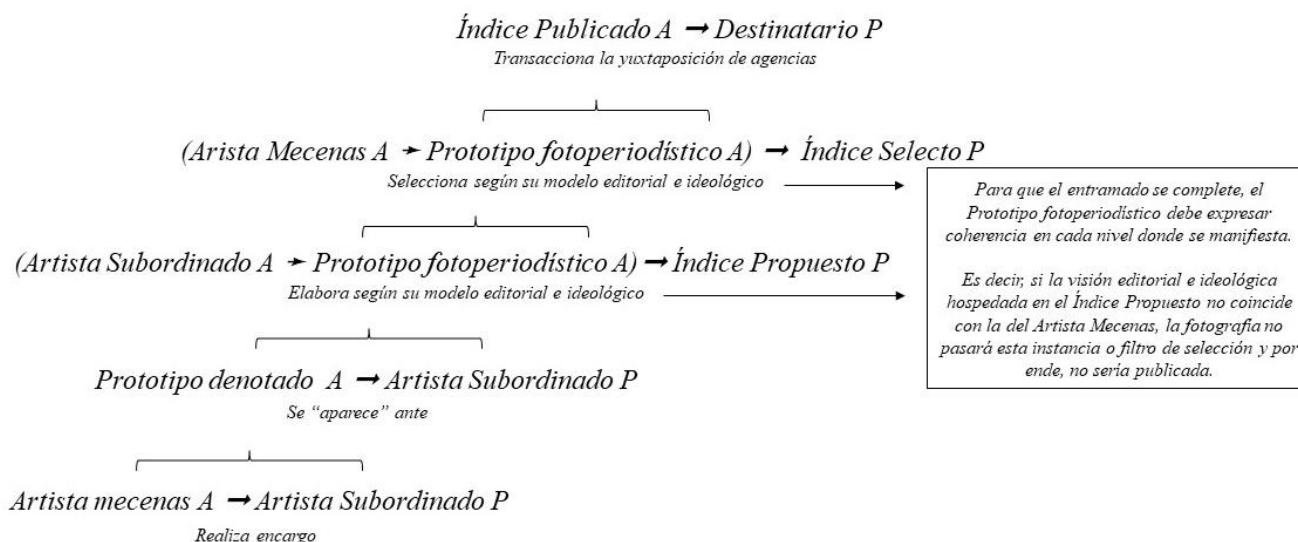 Índice Publicado A → Destinatario P
Transacciona la yuxtaposición de agencias
(Arista Mecenas A → Prototipo fotoperiodístico A) → Índice Selecto P
Selecciona según su modelo editorial e ideológico
Para que el entramado se complete, el
Prototipo fotoperiodístico debe expresar
coherencia en cada nivel donde se manifiesta.
Es decir, si la visión editorial e ideológica
hospedada en el Índice Propuesto no coincide
con la del Artista Mecenas, la fotografía no
pasará esta instancia o filtro de selección y por
ende, no sería publicada.
(Artista Subordinado A → Prototipo fotoperiodístico A) → Índice Propuesto P
Elabora según su modelo editorial e ideológico
Prototipo denotado A → Artista Subordinado P
Se “aparece” ante
Artista mecenas A → Artista Subordinado P
Realiza encargo